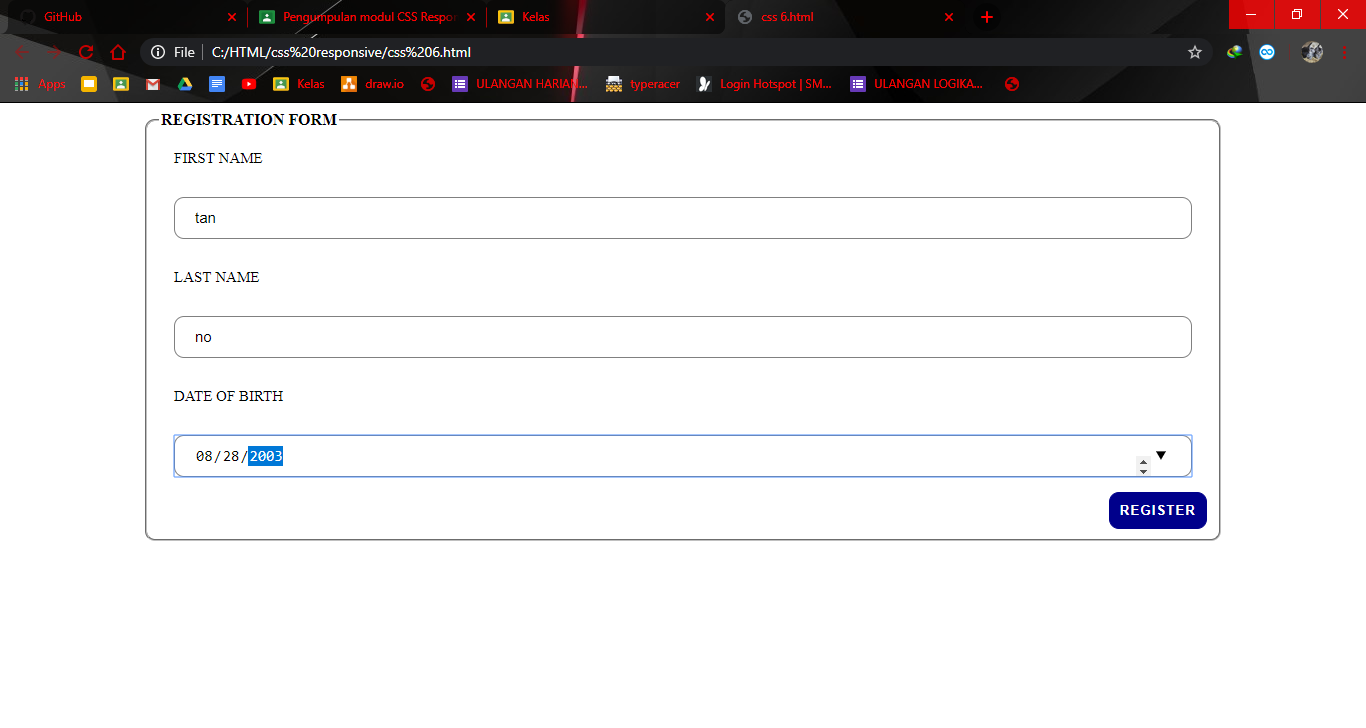 GitHub
Pengumpulan modul CSS Respor
Kelas
css 6.html
File
C:/HTML/css%20responsive/css%206.html
Apps
Kelas
draw.io
ULANGAN HARIAN...
typeracer
Login Hotspot | SM...
ULANGAN LOGIKA...
REGISTRATION FORM
FIRST NAME
tan
LAST NAME
no
DATE OF BIRTH
08/28/2003
REGISTER